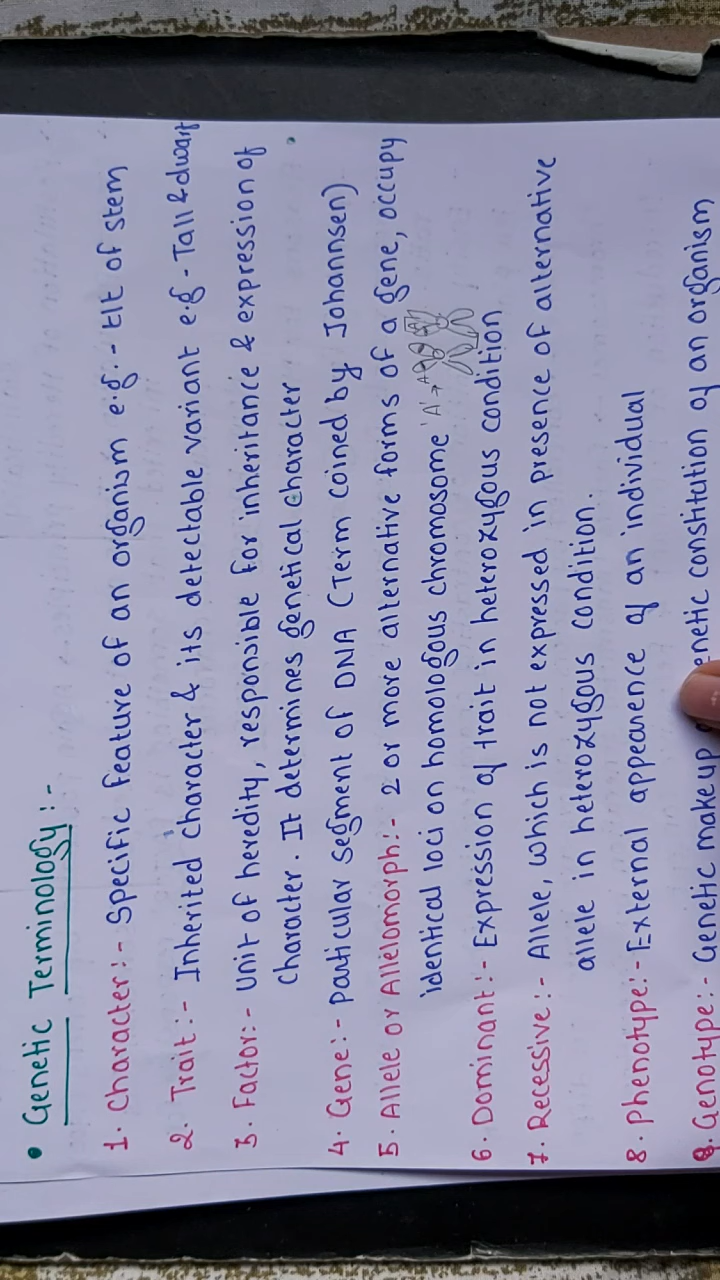 • Genetic Terminology :-
1. Character :- Specific feature of an organism e.g. :- Ht of stem
2. Trait :- Inherited character & its detectable variant e.g - Tall & dwarf
3. Factor :- Unit of heredity, responsible for inheritance & expression of
character. It determines genetical character
4. Gene :- Particular segment of DNA (Term coined by Johannsen)
5. Allele or Allelomorph :- 2 or more alternative forms of a gene, occupy
identical loci on homologous chromosome 'A' → A
6. Dominant :- Expression of trait in heterozygous condition
7. Recessive :- Allele, which is not expressed in presence of alternative
allele in heterozygous condition.
8. Phenotype :- External appearence of an individual
9. Genotype :- Genetic makeup enetic constitution of an organism